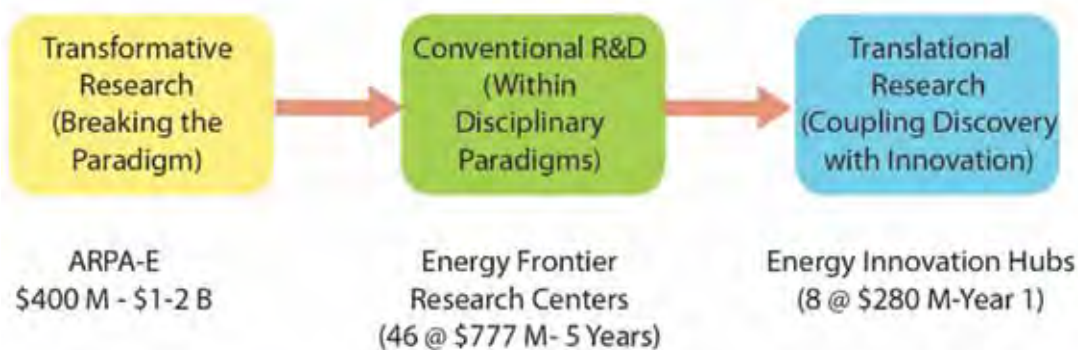 Transformative
Research
(Breaking the
Paradigm)
Conventional R&D
(Within
Disciplinary
Paradigms)
Translational
Research
(Coupling Discovery
with Innovation)
ARPA-E
$400 M - $1-2 B
Energy Frontier
Research Centers
(46 @ $777 M- 5 Years)
Energy Innovation Hubs
(8 @ $280 M-Year 1)